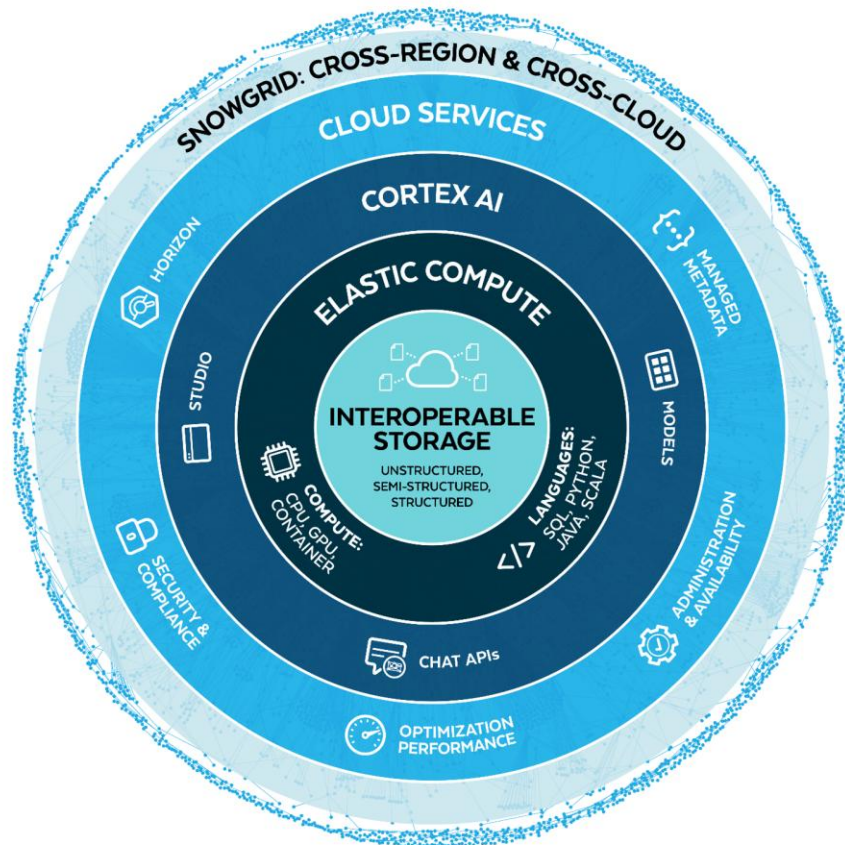 SNOWGRID: CROSS-REGION & CROSS-CLOUD
CLOUD SERVICES
HORIZON
MANAGED
METADATA
SECURITY &
COMPLIANCE
ADMINISTRATION
& AVAILABILITY
OPTIMIZATION
PERFORMANCE
CORTEX AI
STUDIO
MODELS
CHAT APIs
ELASTIC COMPUTE
COMPUTE:
CPU, GPU,
CONTAINER
</>
LANGUAGES:
SQL, PYTHON,
JAVA, SCALA
INTEROPERABLE
STORAGE
UNSTRUCTURED,
SEMI-STRUCTURED,
STRUCTURED